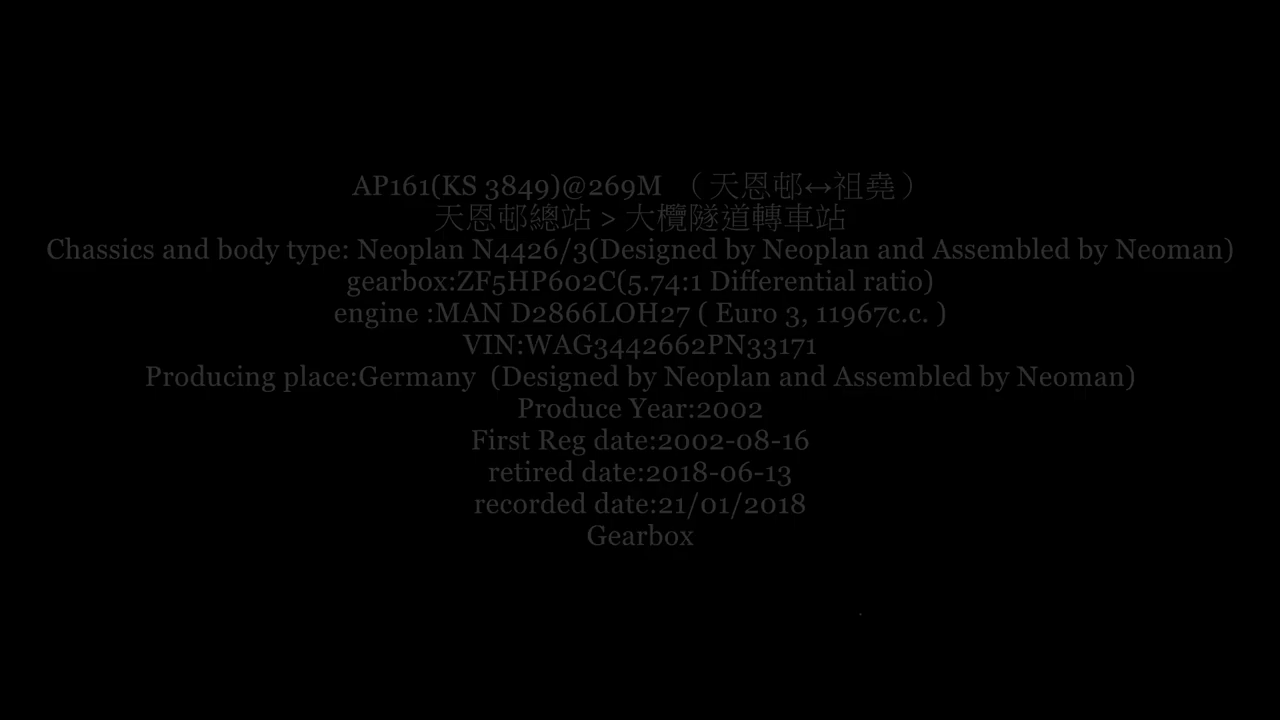 AP161(KS 3849)@269M （天恩邨↔祖堯）
天恩邨總站 > 大欖隧道轉車站
Chassics and body type: Neoplan N4426/3(Designed by Neoplan and Assembled by Neoman)
gearbox:ZF5HP602C(5.74:1 Differential ratio)
engine :MAN D2866LOH27 ( Euro 3, 11967c.c. )
VIN:WAG3442662PN33171
Producing place:Germany (Designed by Neoplan and Assembled by Neoman)
Produce Year:2002
First Reg date:2002-08-16
retired date:2018-06-13
recorded date:21/01/2018
Gearbox